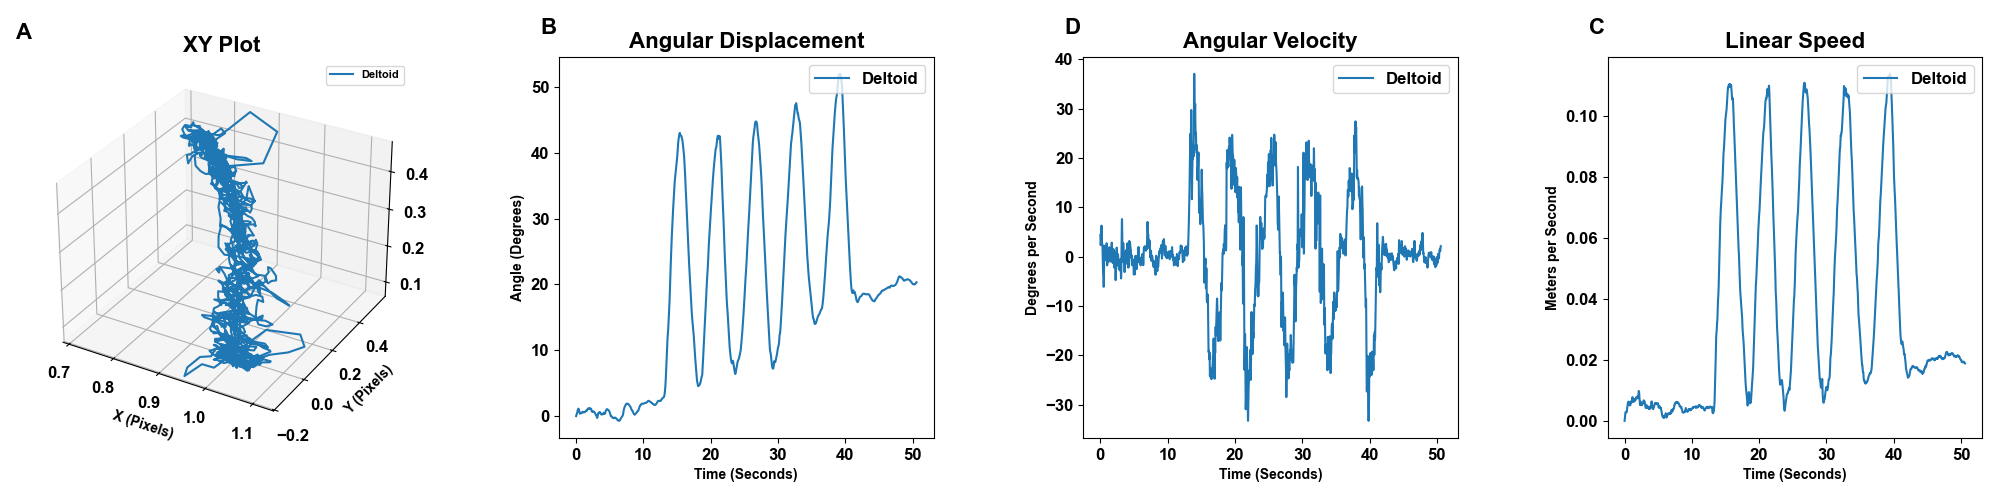 A
XY Plot
Deltoid
0.4
0.3
0.2
0.1
0.7
0.8
0.9
1.0
1.1
X (Pixels)
−0.2
0.0
0.2
0.4
Y (Pixels)
B
Angular Displacement
Deltoid
50
40
30
20
10
0
Angle (Degrees)
0 10 20 30 40 50
Time (Seconds)
D
Angular Velocity
Deltoid
40
30
20
10
0
−10
−20
−30
Degrees per Second
0 10 20 30 40 50
Time (Seconds)
C
Linear Speed
Deltoid
0.10
0.08
0.06
0.04
0.02
0.00
Meters per Second
0 10 20 30 40 50
Time (Seconds)